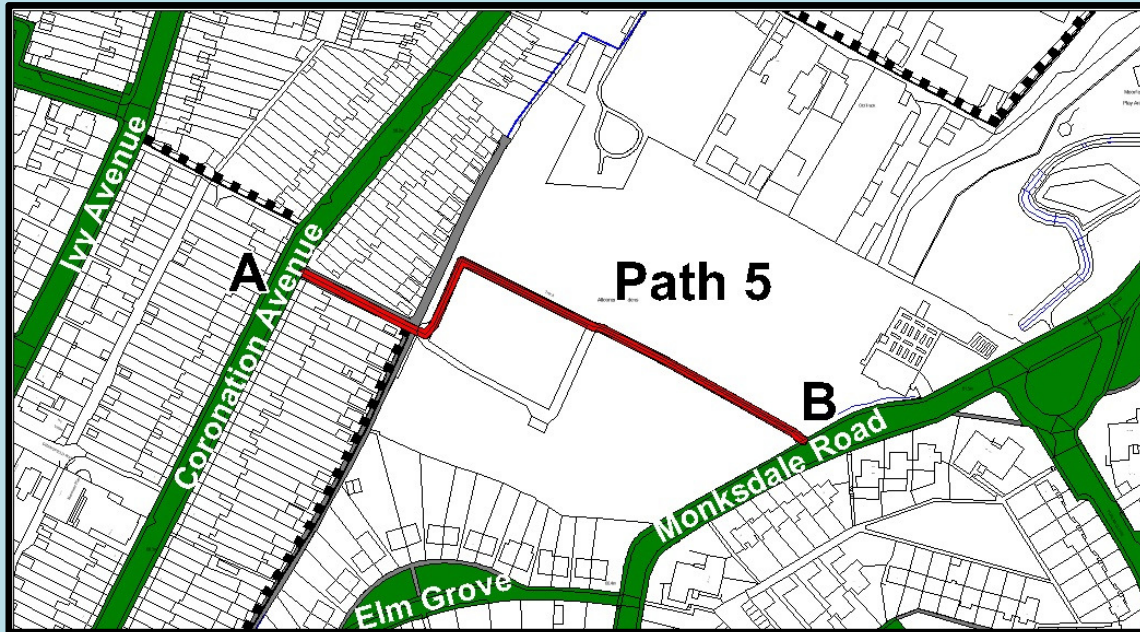 Ivy Avenue
A
Coronation Avenue
Path 5
B
Monksdale Road
Elm Grove